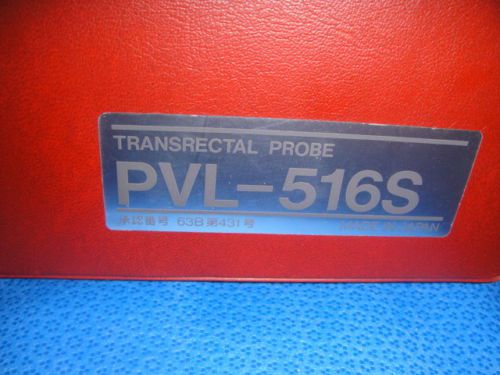 TRANSRECTAL PROBE
PVL-516S
承認番号 63B第431号 MADE IN JAPAN